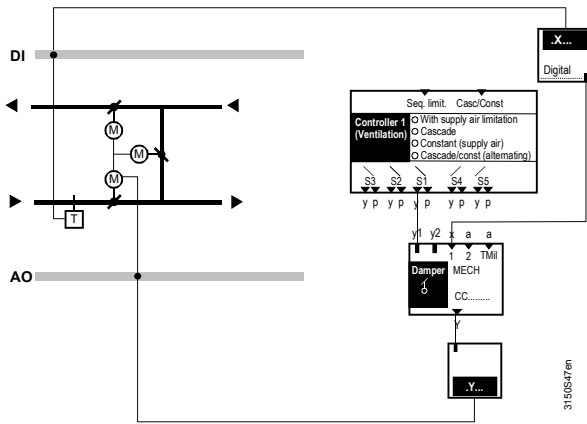 .X...
DI
Digital
Seq. limit. Casc/Const
Controller 1
(Ventilation)
With supply air limitation
Cascade
Constant (supply air)
Cascade/const (alternating)
M
M
M
S3 S2 S1 S4 S5
y p y p y p y p y p
T
y1 y2 x a a
1 2 TMil
AO
Damper MECH
CC.........
Y
.Y...
3150S47en